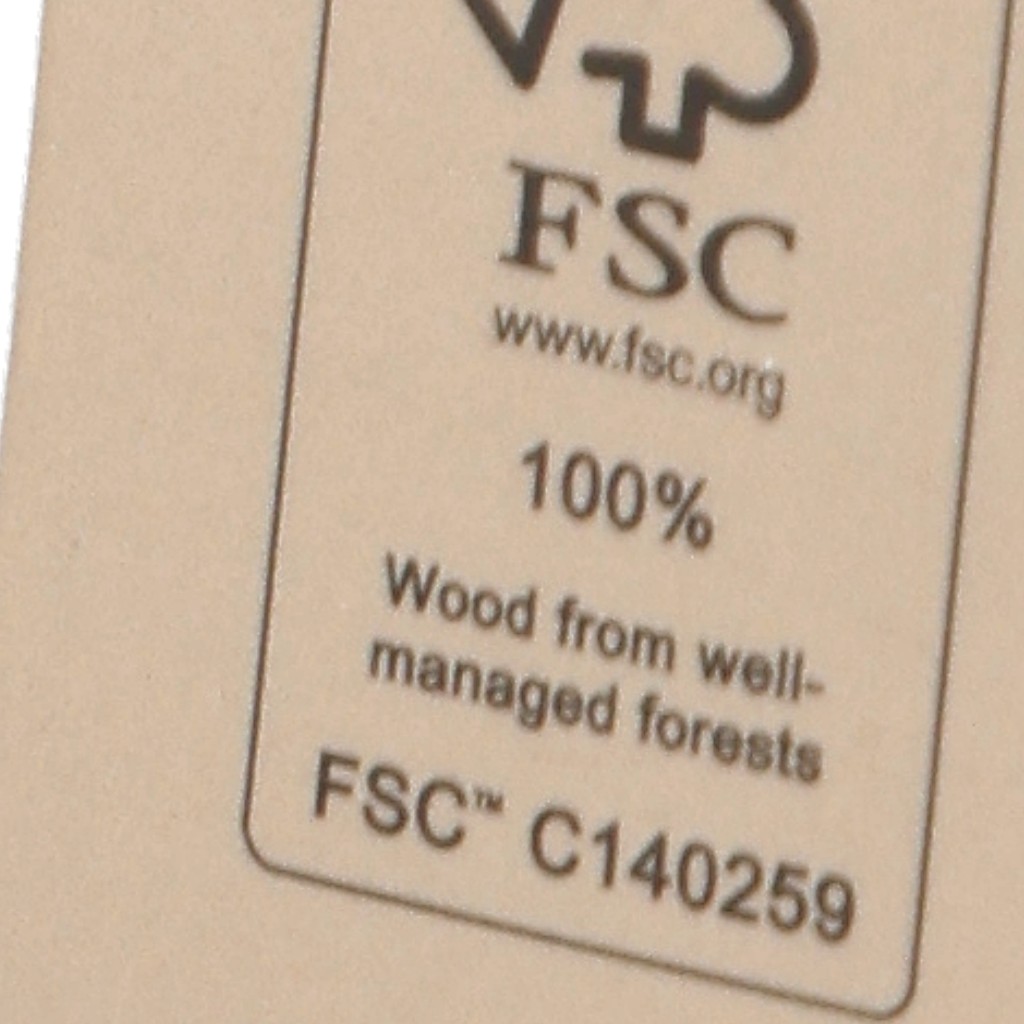 FSC
www.fsc.org
100%
Wood from well-
managed forests
FSC™ C140259